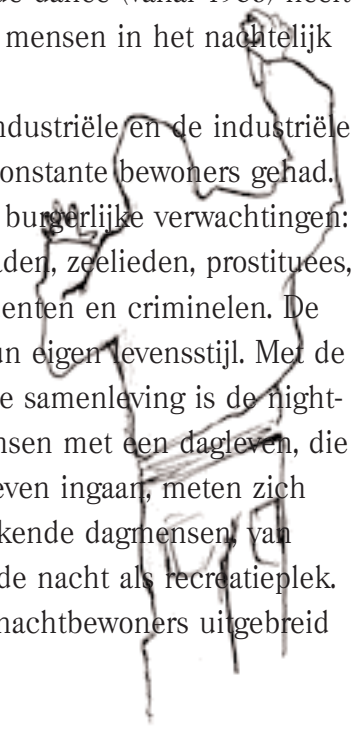 mensen in het nachtelijk
ndustriële en de industriële
onstante bewoners gehad.
burgerlijke verwachtingen:
den, zeelieden, prostituees,
enten en criminelen. De
un eigen levensstijl. Met de
e samenleving is de night-
nsen met een dagleven, die
even ingaan, meten zich
kende dagmensen, van
de nacht als recreatieplek.
nachtbewoners uitgebreid